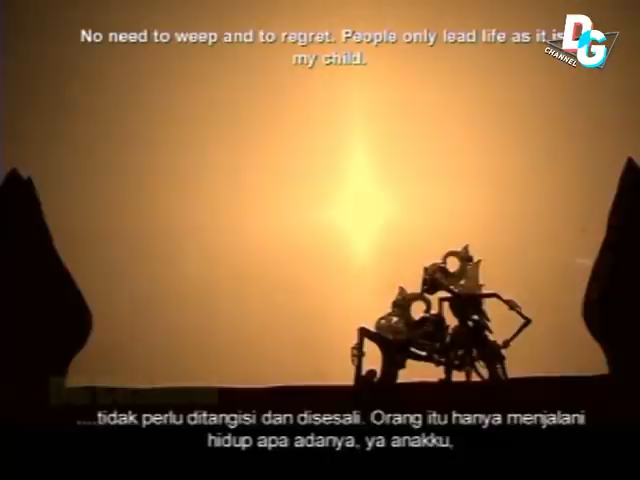 No need to weep and to regret. People only lead life as it is
my child.
DG
CHANNEL
....tidak perlu ditangisi dan disesali. Orang itu hanya menjalani
hidup apa adanya, ya anakku,